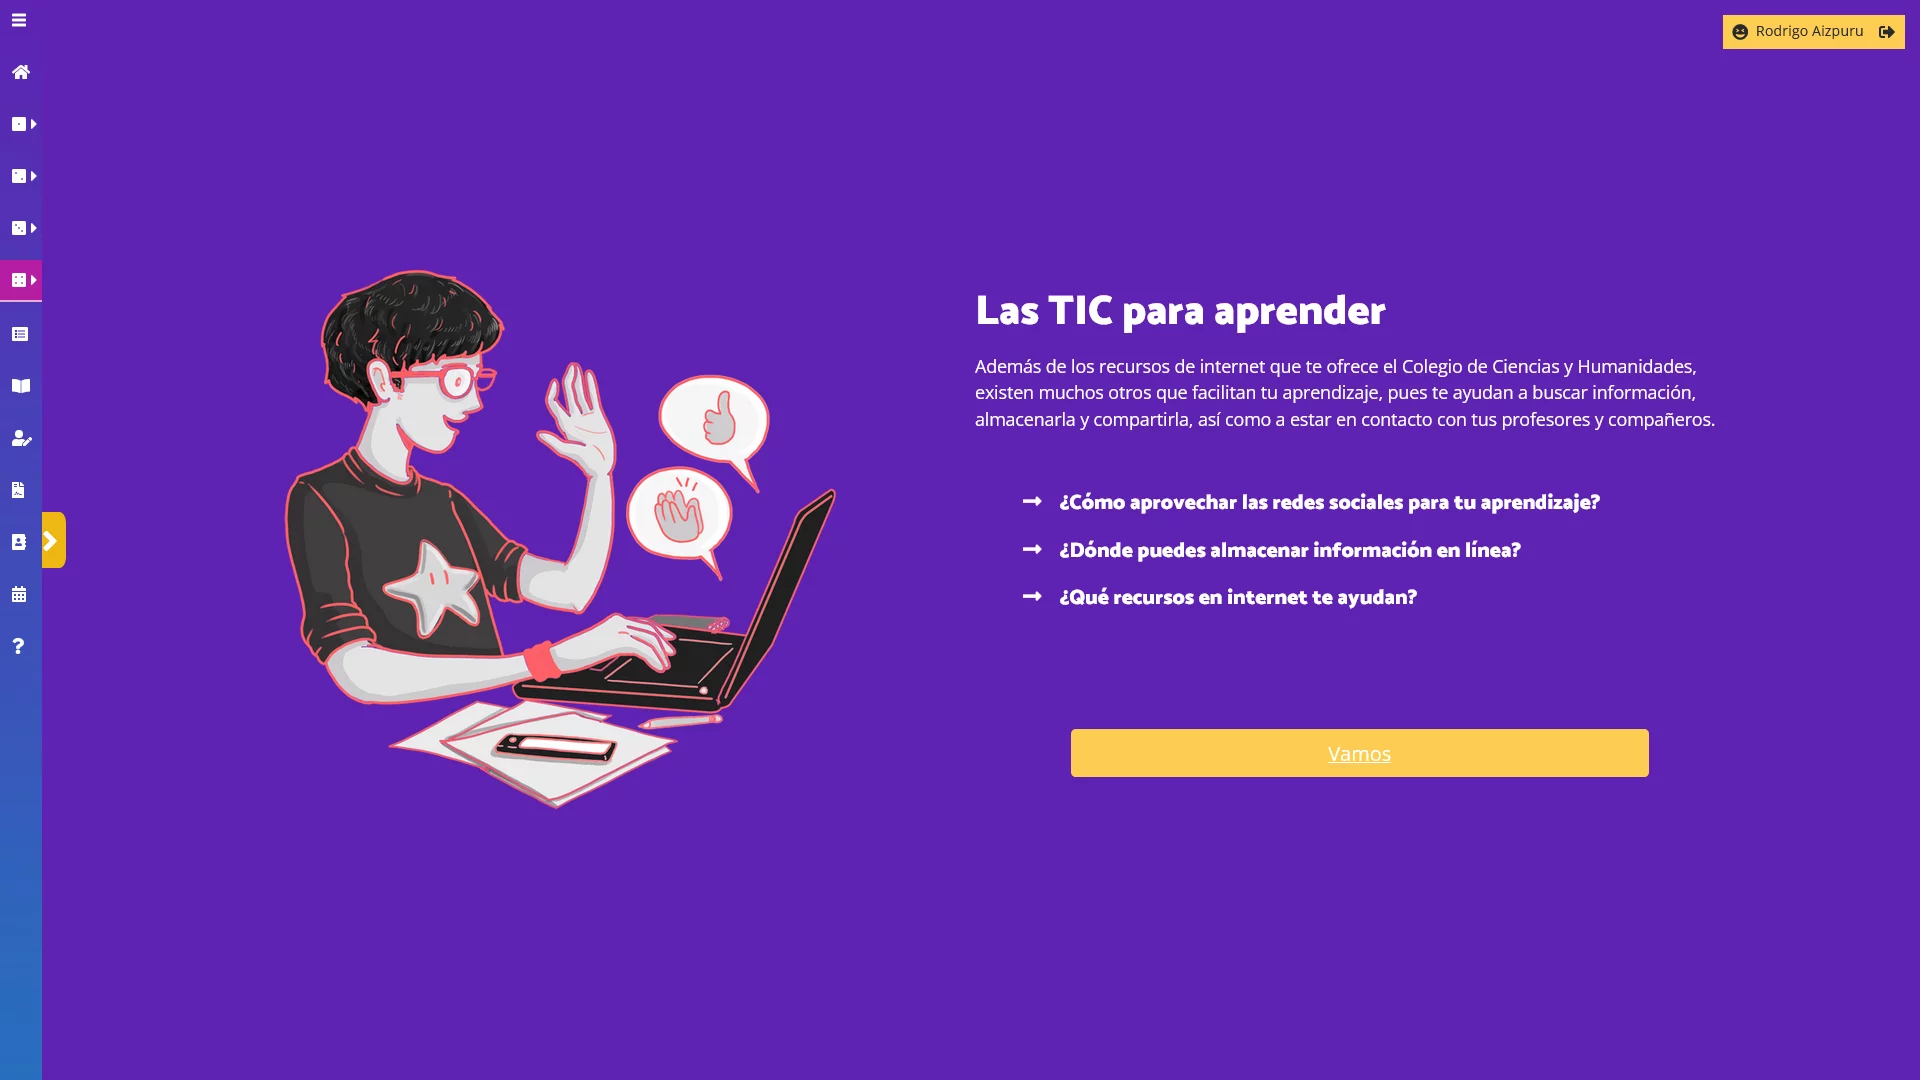 Rodrigo Aizpuru
Las TIC para aprender
Además de los recursos de internet que te ofrece el Colegio de Ciencias y Humanidades,
existen muchos otros que facilitan tu aprendizaje, pues te ayudan a buscar información,
almacenarla y compartirla, así como a estar en contacto con tus profesores y compañeros.
¿Cómo aprovechar las redes sociales para tu aprendizaje?
¿Dónde puedes almacenar información en línea?
¿Qué recursos en internet te ayudan?
Vamos